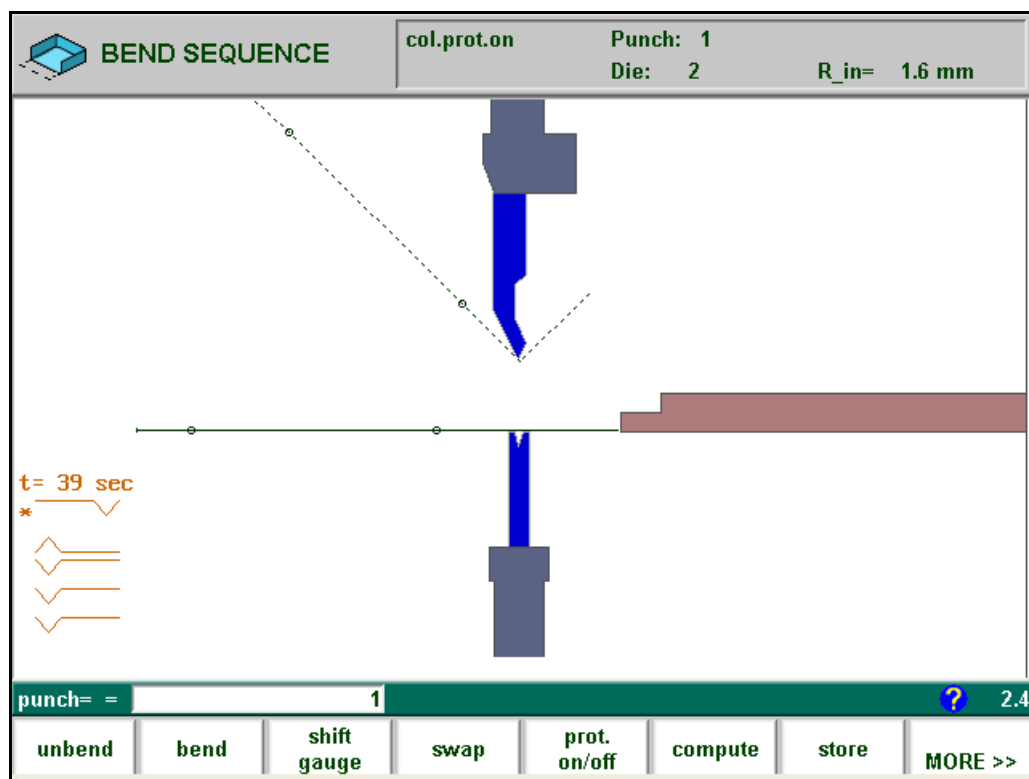 BEND SEQUENCE
col.prot.on Punch: 1
Die: 2 R_in= 1.6 mm
t= 39 sec
*
punch= = 1 ? 2.4
unbend bend shift gauge swap prot. on/off compute store MORE >>